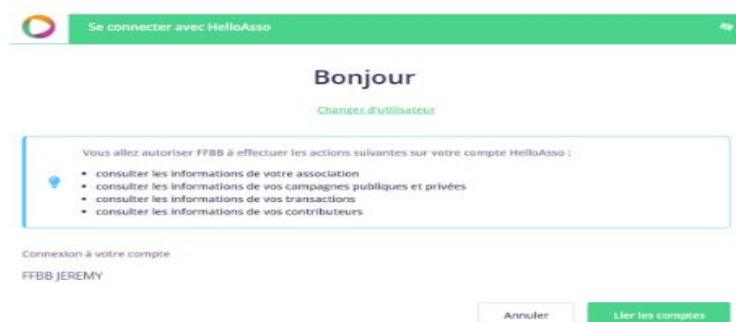 Se connecter avec HelloAsso
Bonjour
Changer d'utilisateur
Vous allez autoriser FFBB à effectuer les actions suivantes sur votre compte HelloAsso :
• consulter les informations de votre association
• consulter les informations de vos campagnes publiques et privées
• consulter les informations de vos transactions
• consulter les informations de vos contributeurs
Connexion à votre compte
FFBB JEREMY
Annuler
Lier les comptes